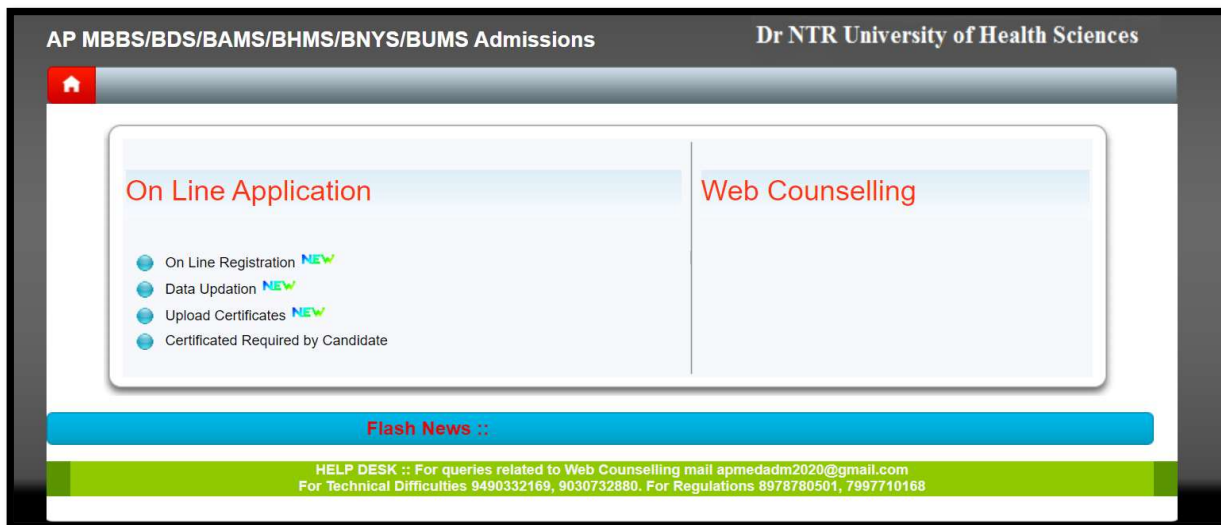 AP MBBS/BDS/BAMS/BHMS/BNYS/BUMS Admissions
Dr NTR University of Health Sciences
On Line Application
Web Counselling
On Line Registration NEW
Data Updation NEW
Upload Certificates NEW
Certificated Required by Candidate
Flash News ::
HELP DESK :: For queries related to Web Counselling mail apmedadm2020@gmail.com
For Technical Difficulties 9490332169, 9030732880. For Regulations 8978780501, 7997710168